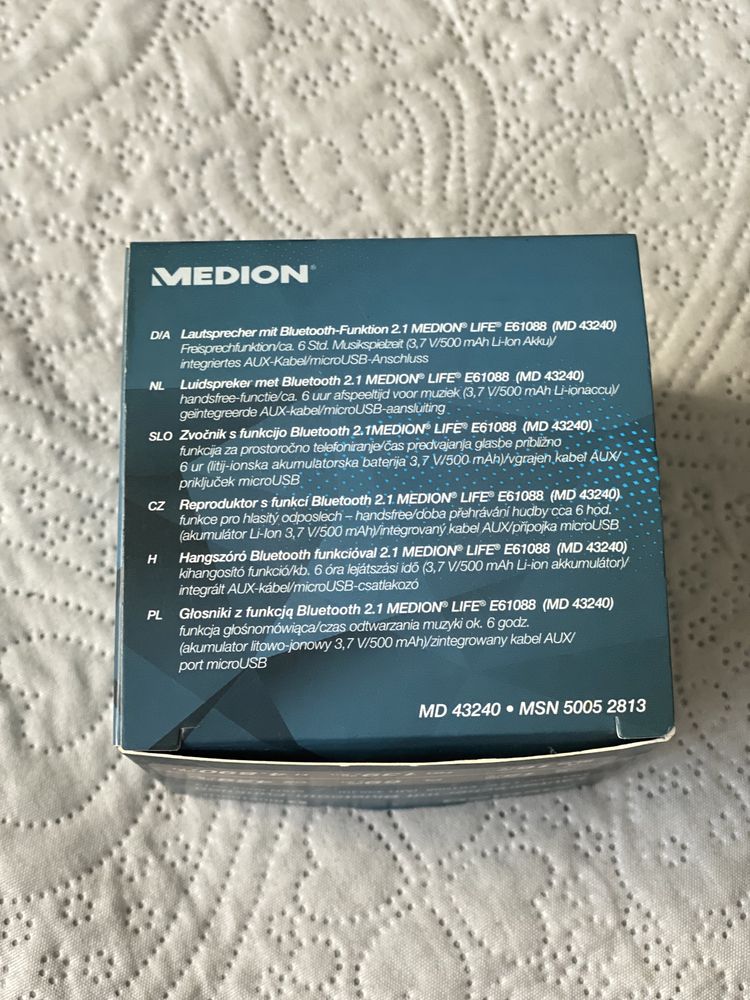 MEDION®
D/A Lautsprecher mit Bluetooth-Funktion 2.1 MEDION® LIFE® E61088 (MD 43240)
Freisprechfunktion/ca. 6 Std. Musikspielzeit (3,7 V/500 mAh Li-Ion Akku)/
integriertes AUX-Kabel/microUSB-Anschluss
NL Luidspreker met Bluetooth 2.1 MEDION® LIFE® E61088 (MD 43240)
handsfree-functie/ca. 6 uur afspeeltijd voor muziek (3,7 V/500 mAh Li-ionaccu)/
geïntegreerde AUX-kabel/microUSB-aansluiting
SLO Zvočnik s funkcijo Bluetooth 2.1MEDION® LIFE® E61088 (MD 43240)
funkcija za prostoročno telefoniranje/čas predvajanja glasbe približno
6 ur (litij-ionska akumulatorska baterija 3,7 V/500 mAh)/vgrajeh kabel AUX/
priključek microUSB
CZ Reproduktor s funkcí Bluetooth 2.1 MEDION® LIFE® E61088 (MD 43240)
funkce pro hlasitý odposlech – handsfree/doba přehrávání hudby cca 6 hod.
(akumulátor Li-Ion 3,7 V/500 mAh)/integrovaný kabel AUX/přípojka microUSB
H Hangszóró Bluetooth funkcióval 2.1 MEDION® LIFE® E61088 (MD 43240)
kihangosító funkció/kb. 6 óra lejátszási idő (3,7 V/500 mAh Li-ion akkumulátor)/
integrált AUX-kábel/microUSB-csatlakozó
PL Głosniki z funkcją Bluetooth 2.1 MEDION® LIFE® E61088 (MD 43240)
funkcja głośnomówiąca/czas odtwarzania muzyki ok. 6 godz.
(akumulator litowo-jonowy 3,7 V/500 mAh)/zintegrowany kabel AUX/
port microUSB
MD 43240 • MSN 5005 2813